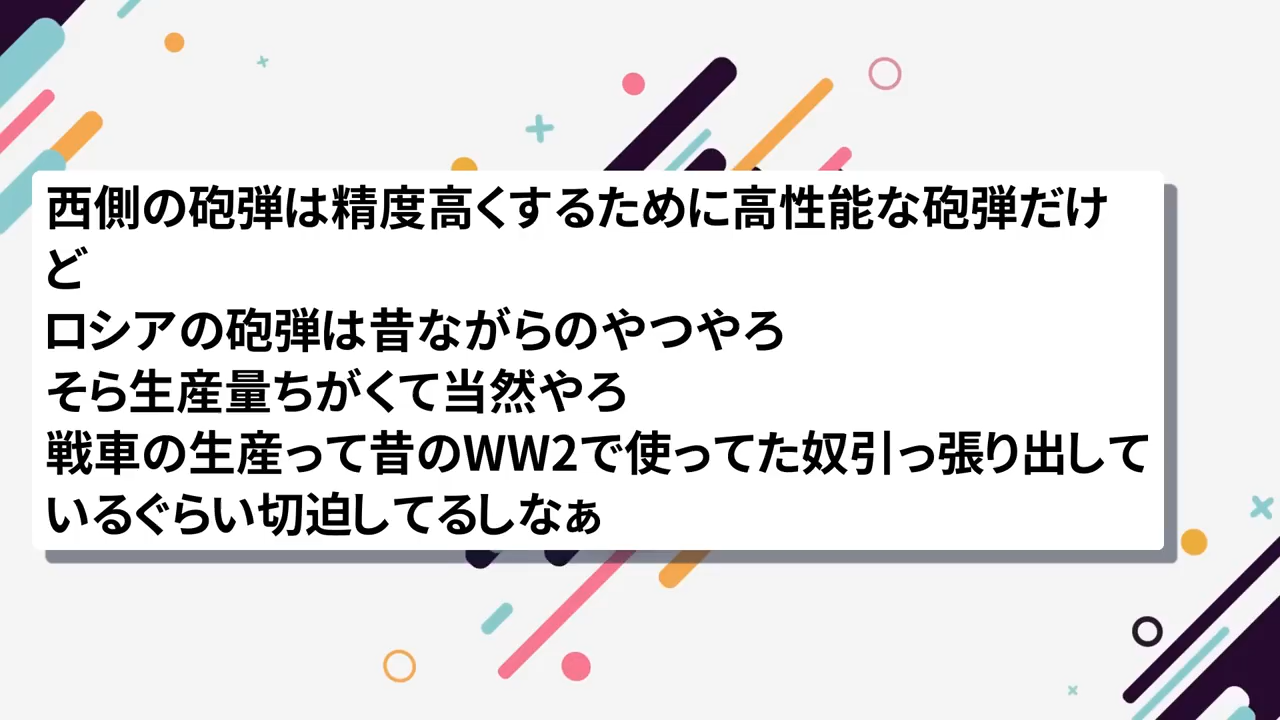 西側の砲弾は精度高くするために高性能な砲弾だけ
ど
ロシアの砲弾は昔ながらのやつやろ
そら生産量ちがくて当然やろ
戦車の生産って昔のWW2で使ってた奴引っ張り出して
いるぐらい切迫してるしなぁ